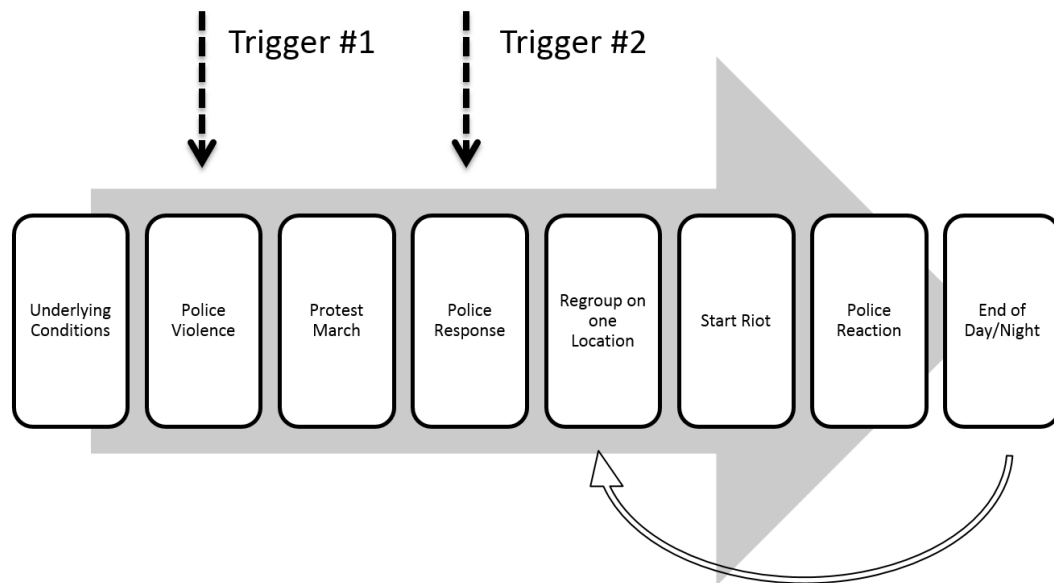 Trigger #1
Trigger #2
Underlying
Conditions
Police
Violence
Protest
March
Police
Response
Regroup on
one
Location
Start Riot
Police
Reaction
End of
Day/Night